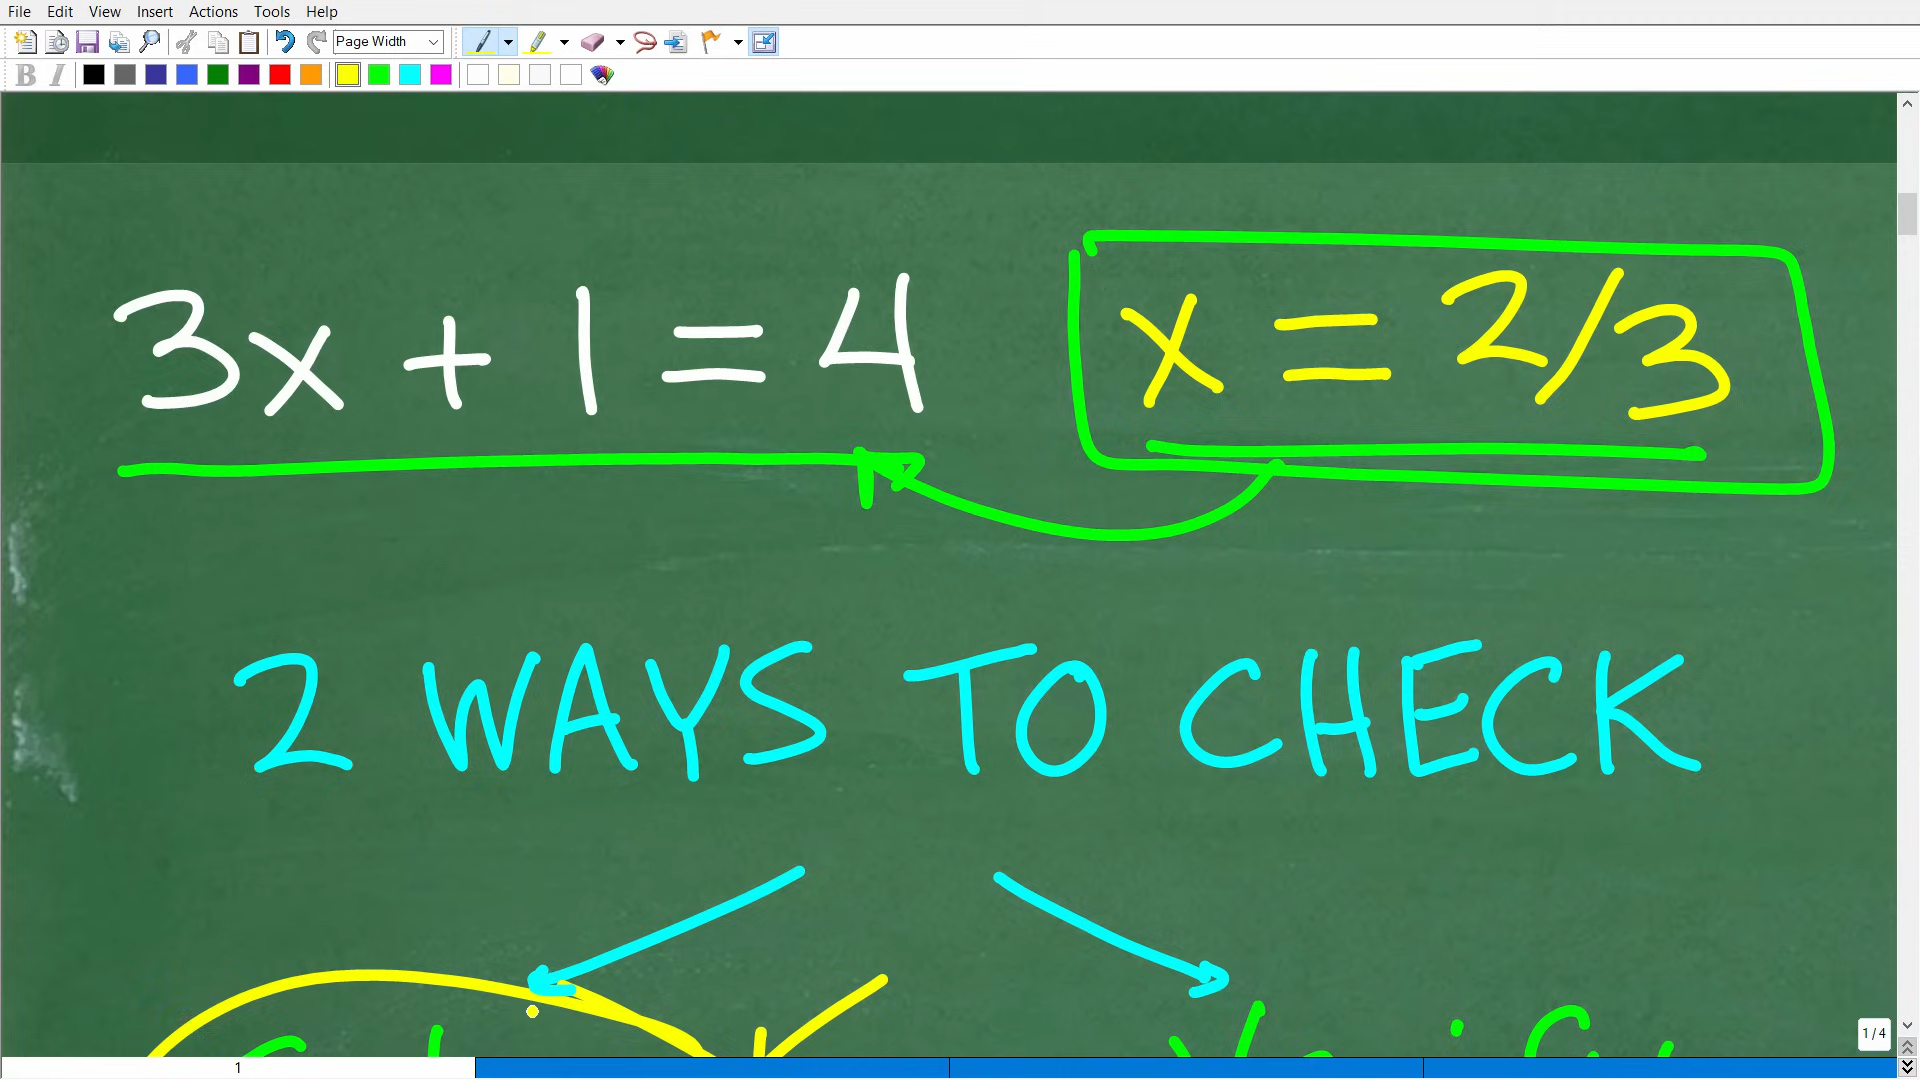 File Edit View Insert Actions Tools Help
Page Width
B I
3x + 1 = 4 x = 2/3
2 WAYS TO CHECK
1/4
1